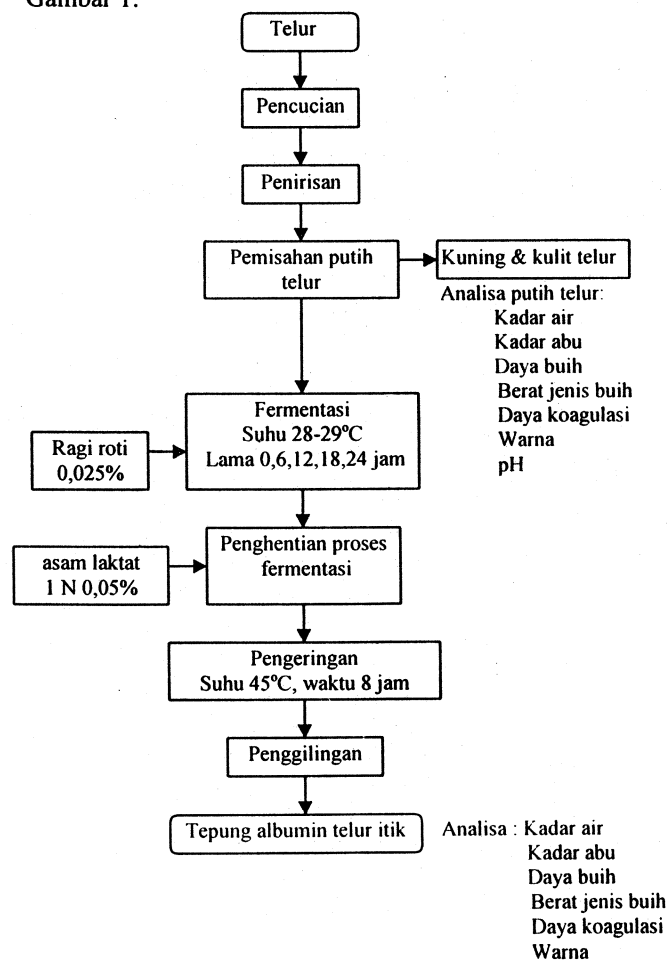 Gambar 1.
Telur
Pencucian
Penirisan
Pemisahan putih
telur
Kuning & kulit telur
Analisa putih telur:
Kadar air
Kadar abu
Daya buih
Berat jenis buih
Daya koagulasi
Warna
pH
Fermentasi
Suhu 28-29°C
Lama 0,6,12,18,24 jam
Ragi roti
0,025%
Penghentian proses
fermentasi
asam laktat
1 N 0,05%
Pengeringan
Suhu 45°C, waktu 8 jam
Penggilingan
Tepung albumin telur itik
Analisa : Kadar air
Kadar abu
Daya buih
Berat jenis buih
Daya koagulasi
Warna